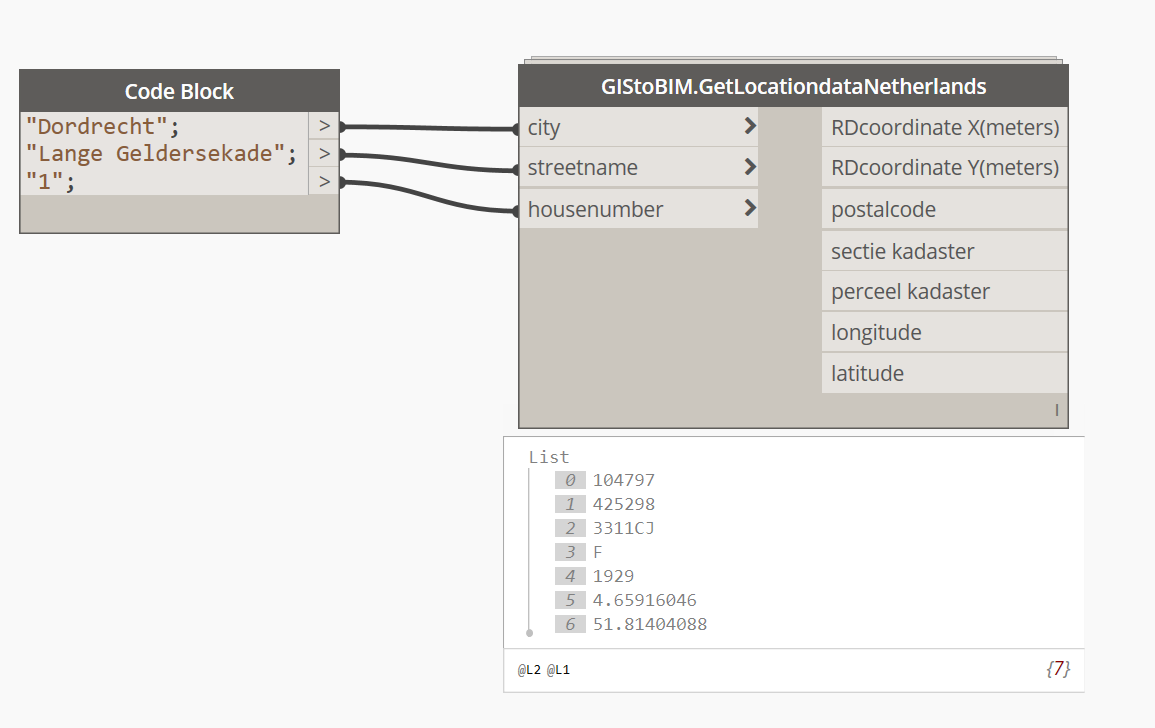 Code Block
"Dordrecht"; >
"Lange Geldersekade"; >
"1"; >
GIStoBIM.GetLocationdataNetherlands
city > RDcoordinate X(meters)
streetname > RDcoordinate Y(meters)
housenumber > postalcode
sectie kadaster
perceel kadaster
longitude
latitude
I
List
0 104797
1 425298
2 3311CJ
3 F
4 1929
5 4.65916046
6 51.81404088
@L2 @L1 {7}